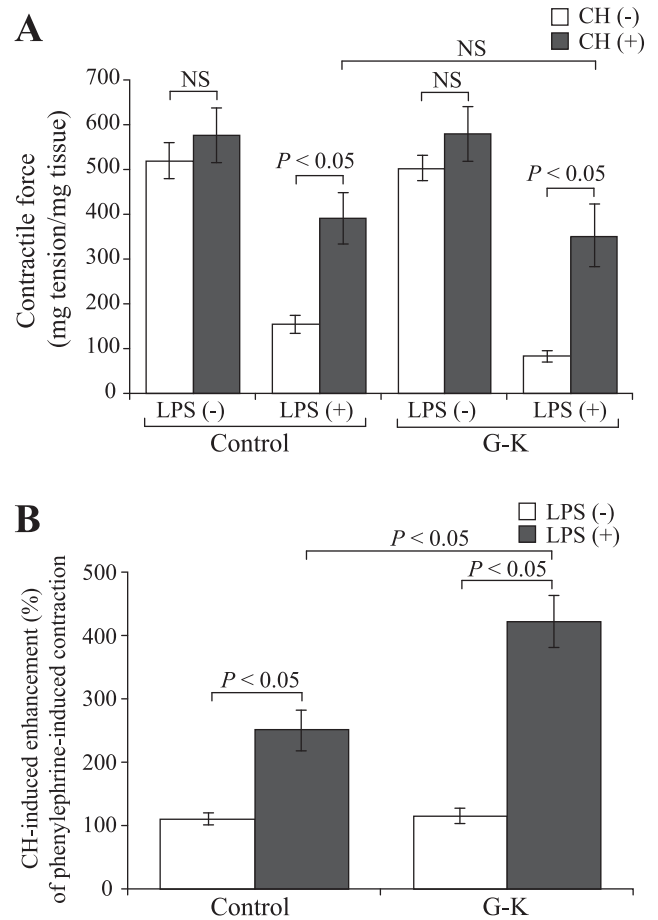 A
CH (-)
CH (+)
NS
700
NS
NS
600
P < 0.05
P < 0.05
500
400
300
200
100
0
Contractile force
(mg tension/mg tissue)
LPS (-)
LPS (+)
LPS (-)
LPS (+)
Control
G-K
B
LPS (-)
LPS (+)
P < 0.05
500
P < 0.05
400
P < 0.05
300
200
100
0
CH-induced enhancement (%)
of phenylephrine-induced contraction
Control
G-K